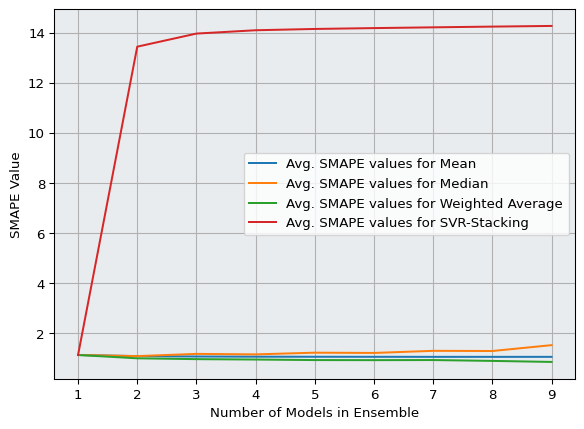 14
12
10
8
6
4
2
SMAPE Value
Avg. SMAPE values for Mean
Avg. SMAPE values for Median
Avg. SMAPE values for Weighted Average
Avg. SMAPE values for SVR-Stacking
1 2 3 4 5 6 7 8 9
Number of Models in Ensemble